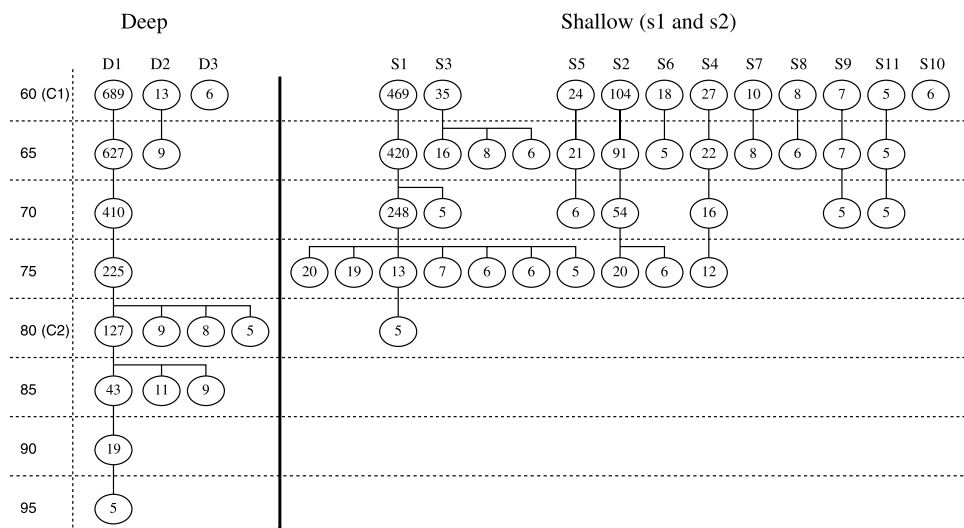 Deep Shallow (s1 and s2)
D1 D2 D3 S1 S3 S5 S2 S6 S4 S7 S8 S9 S11 S10
60 (C1) 689 13 6 469 35 24 104 18 27 10 8 7 5 6
65 627 9 420 16 8 6 21 91 5 22 8 6 7 5
70 410 248 5 6 54 16 5 5
75 225 20 19 13 7 6 6 5 20 6 12
80 (C2) 127 9 8 5 5
85 43 11 9
90 19
95 5